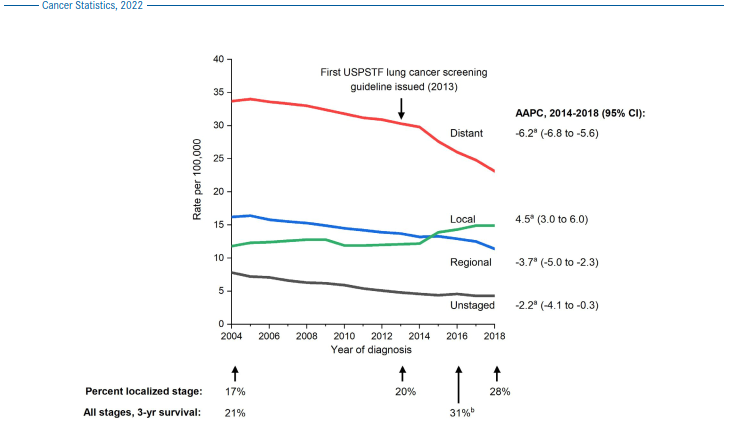 Cancer Statistics, 2022
40
First USPSTF lung cancer screening
guideline issued (2013)
35
AAPC, 2014-2018 (95% CI):
30
Distant
-6.2ª (-6.8 to -5.6)
25
Rate per 100,000
20
Local
4.5ª (3.0 to 6.0)
15
Regional
-3.7ª (-5.0 to -2.3)
10
5
Unstaged
-2.2ª (-4.1 to -0.3)
0
2004 2006 2008 2010 2012 2014 2016 2018
Year of diagnosis
Percent localized stage: 17% 20% 28%
All stages, 3-yr survival: 21% 31%ᵇ